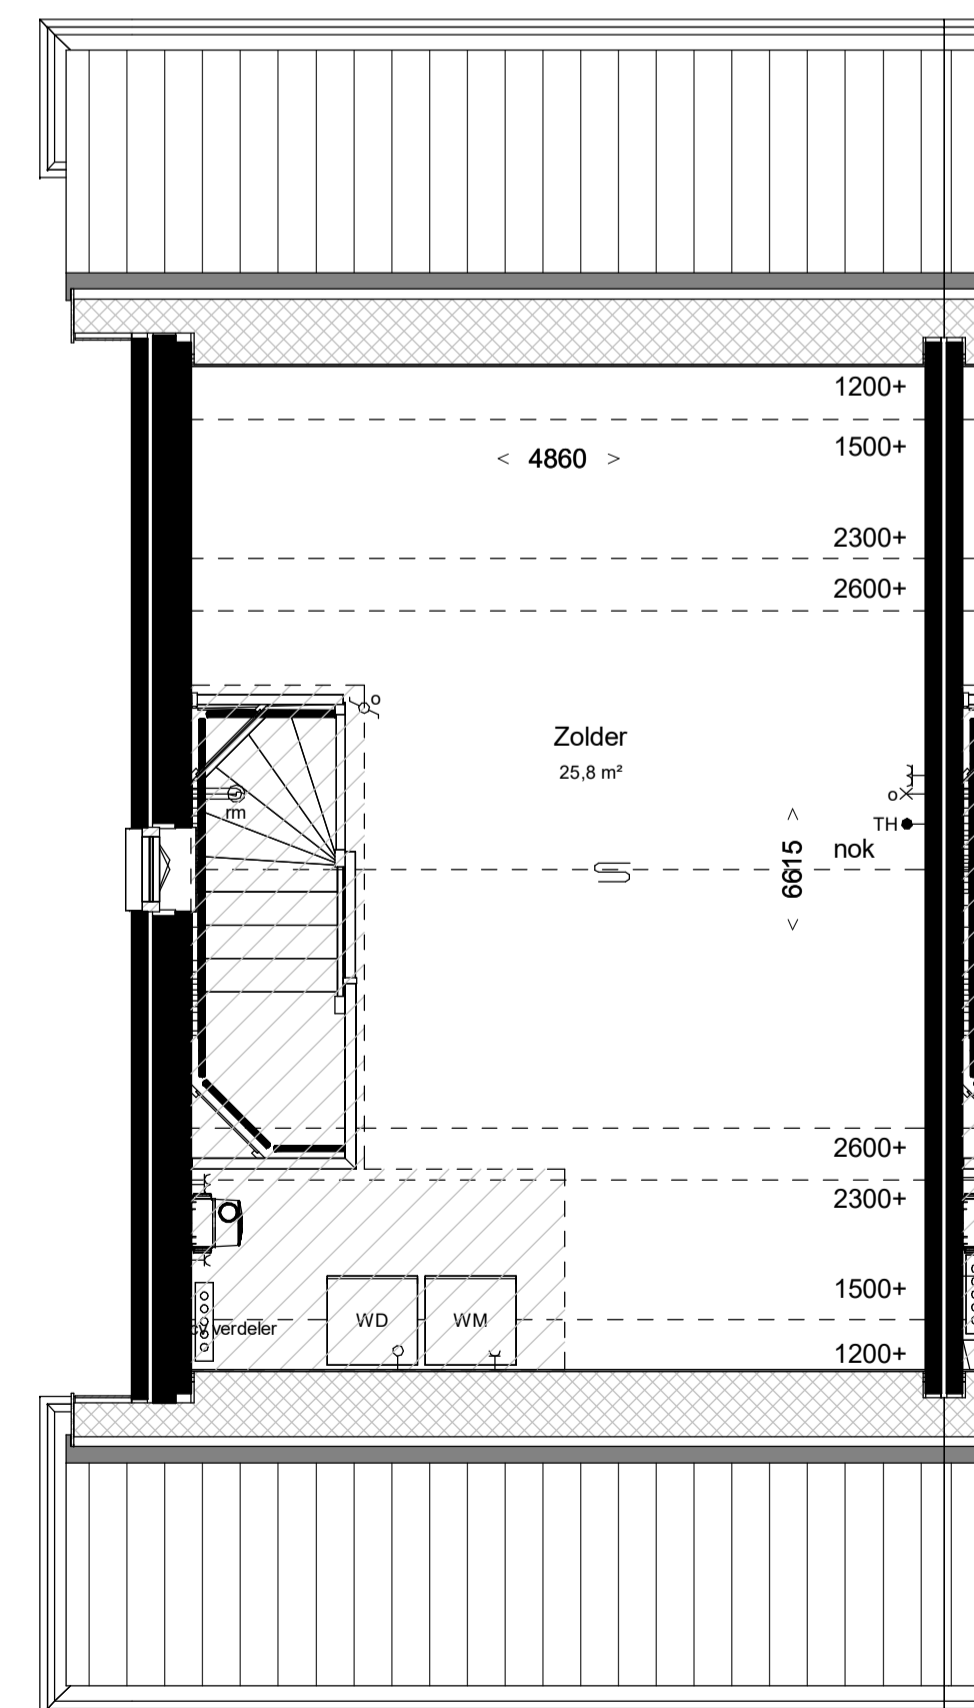 1200+
1500+
< 4860 >
2300+
2600+
o
Zolder
25,8 m²
rm
o
TH
nok
< 6615 >
2600+
2300+
1500+
cv verdeler
WD
WM
1200+